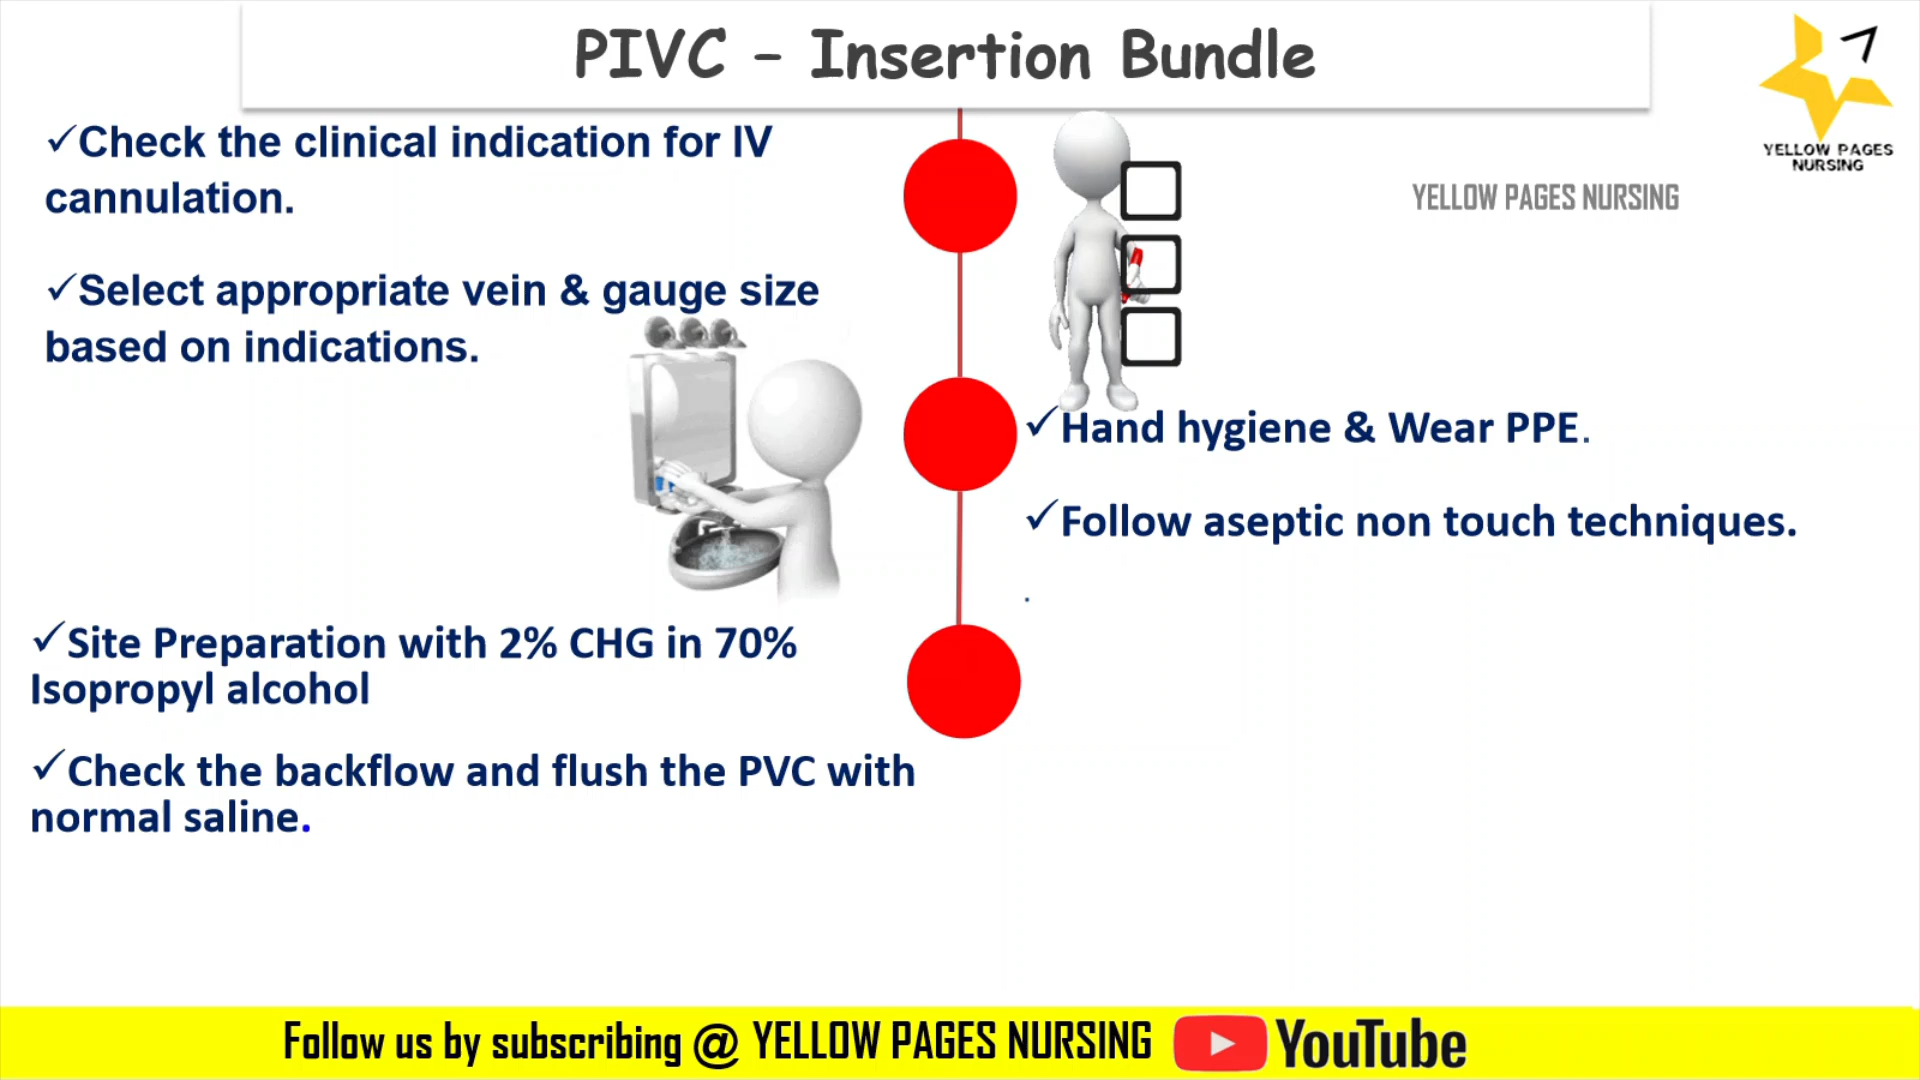 PIVC – Insertion Bundle
YELLOW PAGES
NURSING
YELLOW PAGES NURSING
✓Check the clinical indication for IV
cannulation.
✓Select appropriate vein & gauge size
based on indications.
✓Hand hygiene & Wear PPE.
✓Follow aseptic non touch techniques.
.
✓Site Preparation with 2% CHG in 70%
Isopropyl alcohol
✓Check the backflow and flush the PVC with
normal saline.
Follow us by subscribing @ YELLOW PAGES NURSING YouTube